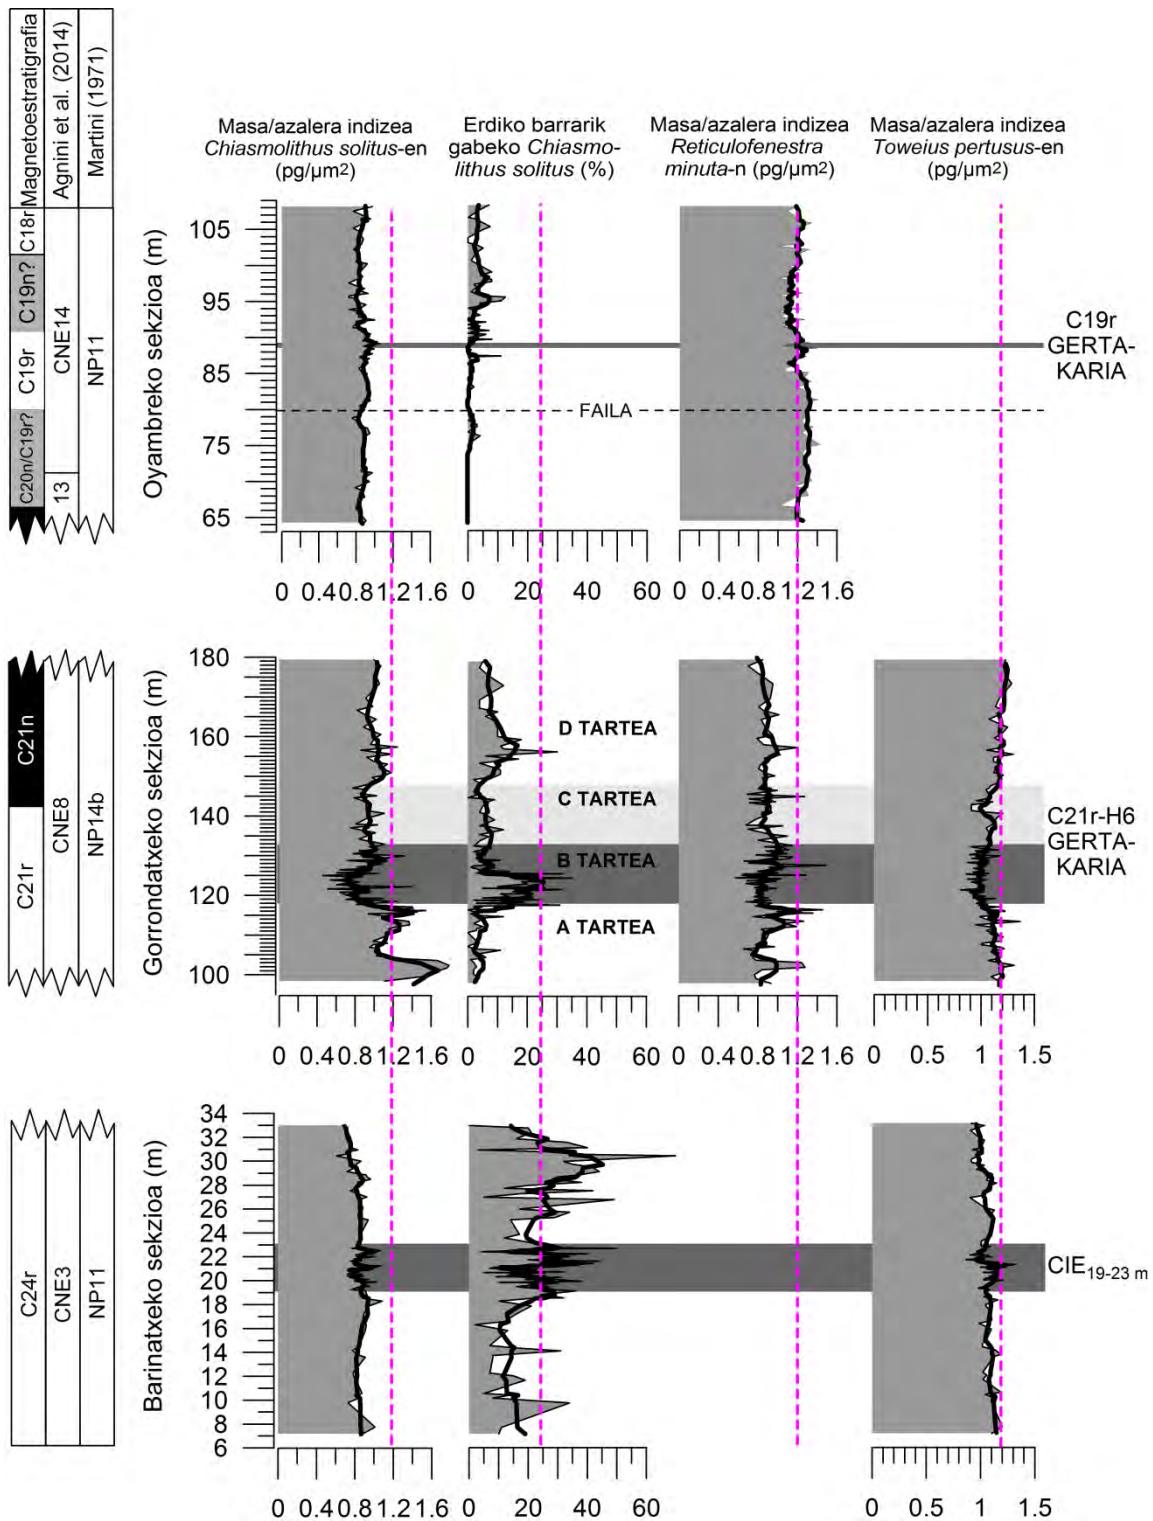 Magnetoestratigrafia
Agnini et al. (2014)
Martini (1971)
Masa/azalera indizea
Chiasmolithus solitus-en
(pg/µm2)
Erdiko barrarik
gabeko Chiasmo-
lithus solitus (%)
Masa/azalera indizea
Reticulofenestra
minuta-n (pg/µm2)
Masa/azalera indizea
Toweius pertusus-en
(pg/µm2)
C18r
C19n?
C19r
C20n/C19r?
CNE14
13
NP11
Oyambreko sekzioa (m)
105
95
85
75
65
FAILA
C19r
GERTA-
KARIA
0 0.4 0.8 1.2 1.6
0 20 40 60
0 0.4 0.8 1.2 1.6
C21n
C21r
CNE8
NP14b
Gorrondatxeko sekzioa (m)
180
160
140
120
100
D TARTEA
C TARTEA
B TARTEA
A TARTEA
C21r-H6
GERTA-
KARIA
0 0.4 0.8 1.2 1.6
0 20 40 60
0 0.4 0.8 1.2 1.6
0 0.5 1 1.5
C24r
CNE3
NP11
Barinatxeko sekzioa (m)
34
32
30
28
26
24
22
20
18
16
14
12
10
8
6
CIE19-23 m
0 0.4 0.8 1.2 1.6
0 20 40 60
0 0.5 1 1.5